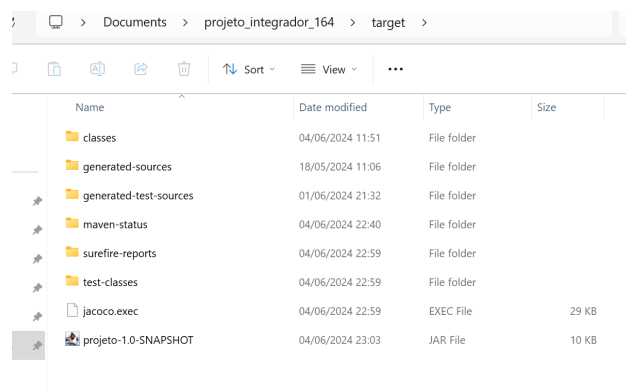 > Documents > projeto_integrador_164 > target >
Sort View ...
Name Date modified Type Size
classes 04/06/2024 11:51 File folder
generated-sources 18/05/2024 11:06 File folder
generated-test-sources 01/06/2024 21:32 File folder
maven-status 04/06/2024 22:40 File folder
surefire-reports 04/06/2024 22:59 File folder
test-classes 04/06/2024 22:59 File folder
jacoco.exec 04/06/2024 22:59 EXEC File 29 KB
projeto-1.0-SNAPSHOT 04/06/2024 23:03 JAR File 10 KB